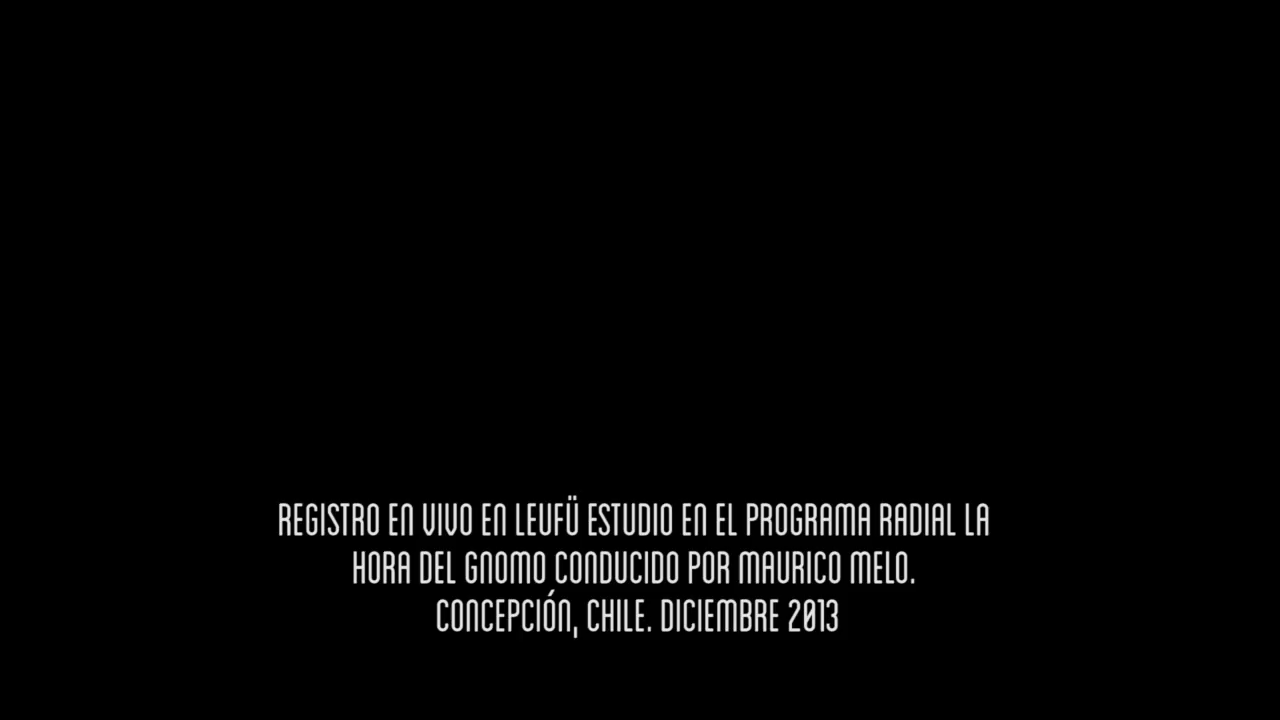 REGISTRO EN VIVO EN LEUFÜ ESTUDIO EN EL PROGRAMA RADIAL LA
HORA DEL GNOMO CONDUCIDO POR MAURICO MELO.
CONCEPCIÓN, CHILE. DICIEMBRE 2013